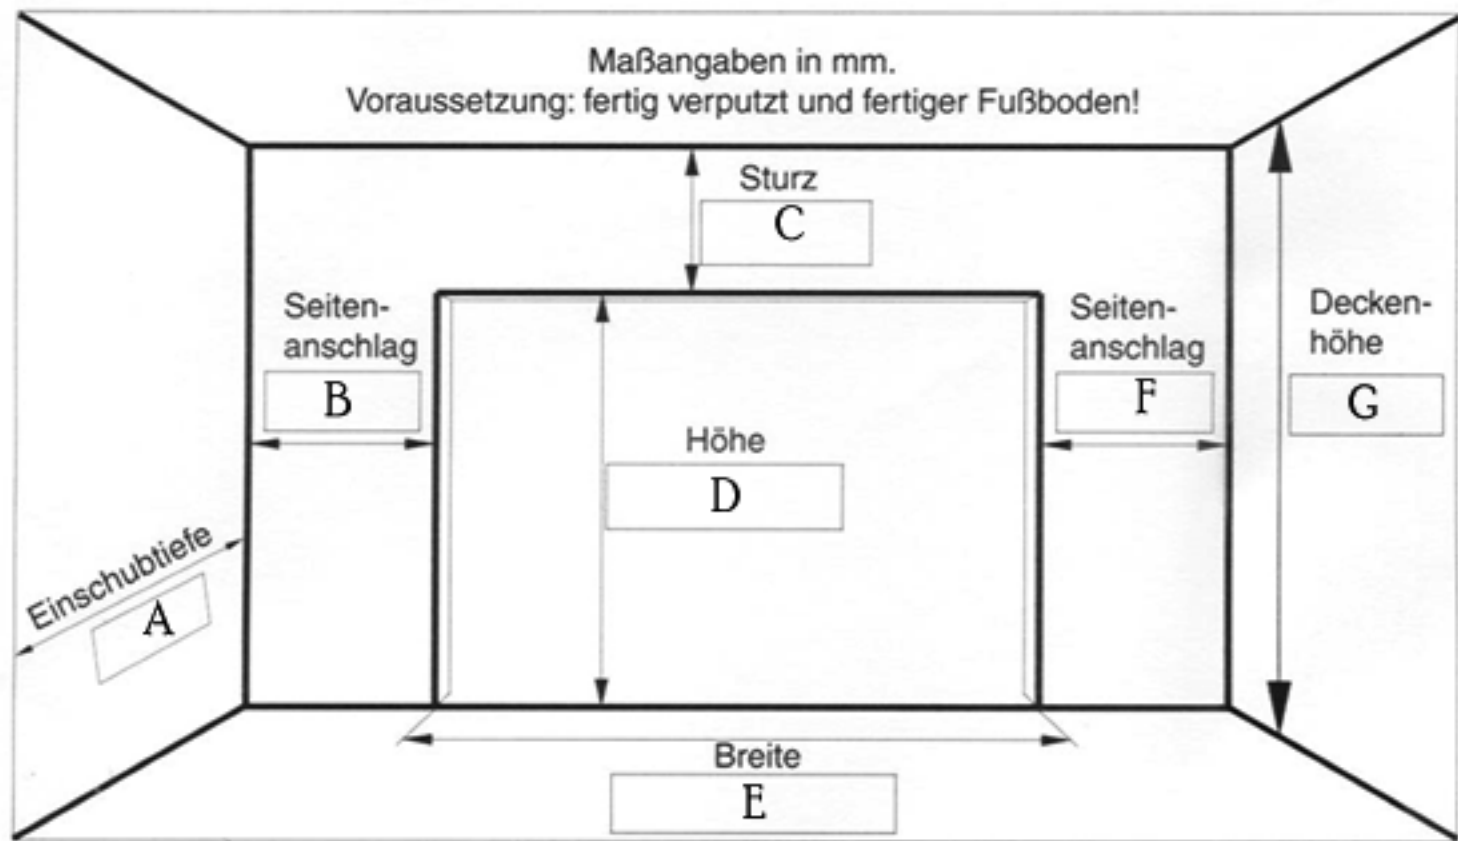 Maßangaben in mm.
Voraussetzung: fertig verputzt und fertiger Fußboden!
Sturz
C
Seiten-
anschlag
B
Höhe
D
Seiten-
anschlag
F
Decken-
höhe
G
Einschubtiefe
A
Breite
E